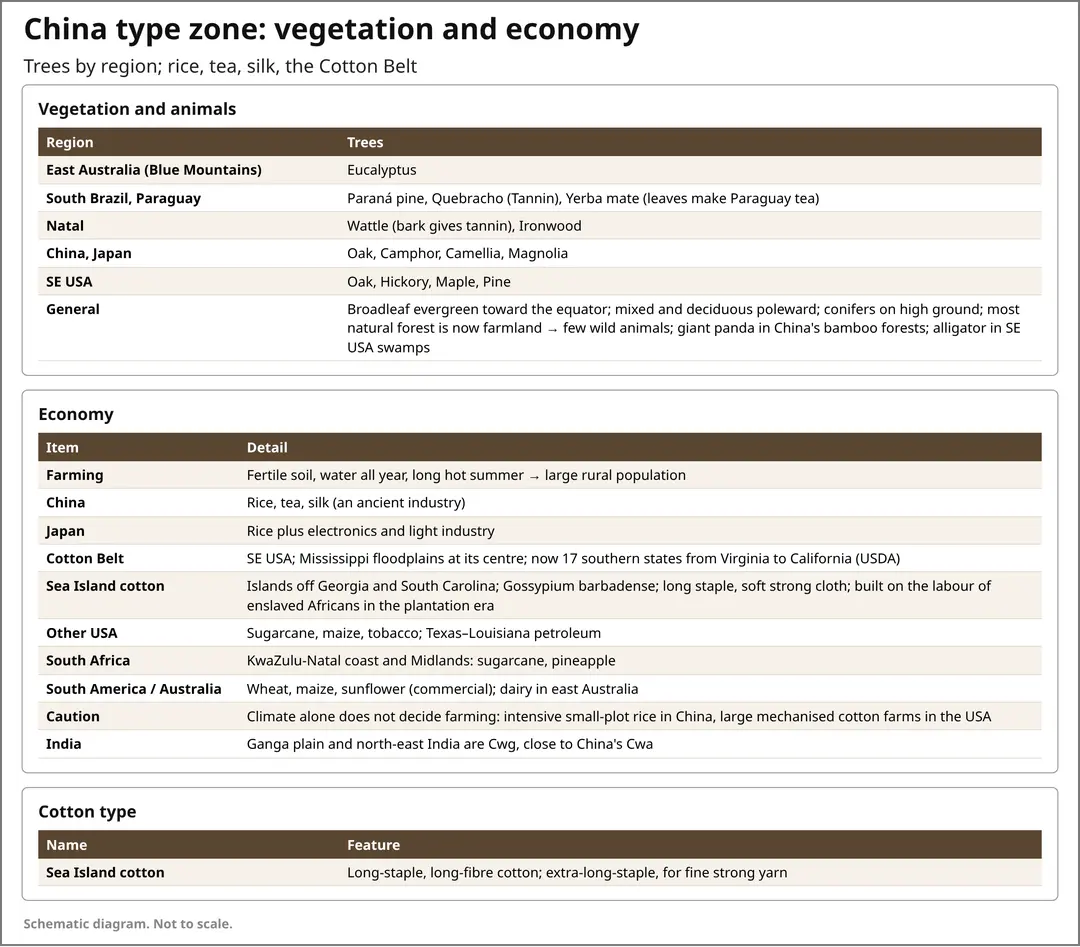 China type zone: vegetation and economy
Trees by region; rice, tea, silk, the Cotton Belt
Vegetation and animals
Region Trees
East Australia (Blue Mountains) Eucalyptus
South Brazil, Paraguay Paraná pine, Quebracho (Tannin), Yerba mate (leaves make Paraguay tea)
Natal Wattle (bark gives tannin), Ironwood
China, Japan Oak, Camphor, Camellia, Magnolia
SE USA Oak, Hickory, Maple, Pine
General Broadleaf evergreen toward the equator; mixed and deciduous poleward; conifers on high ground; most
natural forest is now farmland → few wild animals; giant panda in China's bamboo forests; alligator in SE
USA swamps
Economy
Item Detail
Farming Fertile soil, water all year, long hot summer → large rural population
China Rice, tea, silk (an ancient industry)
Japan Rice plus electronics and light industry
Cotton Belt SE USA; Mississippi floodplains at its centre; now 17 southern states from Virginia to California (USDA)
Sea Island cotton Islands off Georgia and South Carolina; Gossypium barbadense; long staple, soft strong cloth; built on the labour of
enslaved Africans in the plantation era
Other USA Sugarcane, maize, tobacco; Texas–Louisiana petroleum
South Africa KwaZulu-Natal coast and Midlands: sugarcane, pineapple
South America / Australia Wheat, maize, sunflower (commercial); dairy in east Australia
Caution Climate alone does not decide farming: intensive small-plot rice in China, large mechanised cotton farms in the USA
India Ganga plain and north-east India are Cwg, close to China's Cwa
Cotton type
Name Feature
Sea Island cotton Long-staple, long-fibre cotton; extra-long-staple, for fine strong yarn
Schematic diagram. Not to scale.